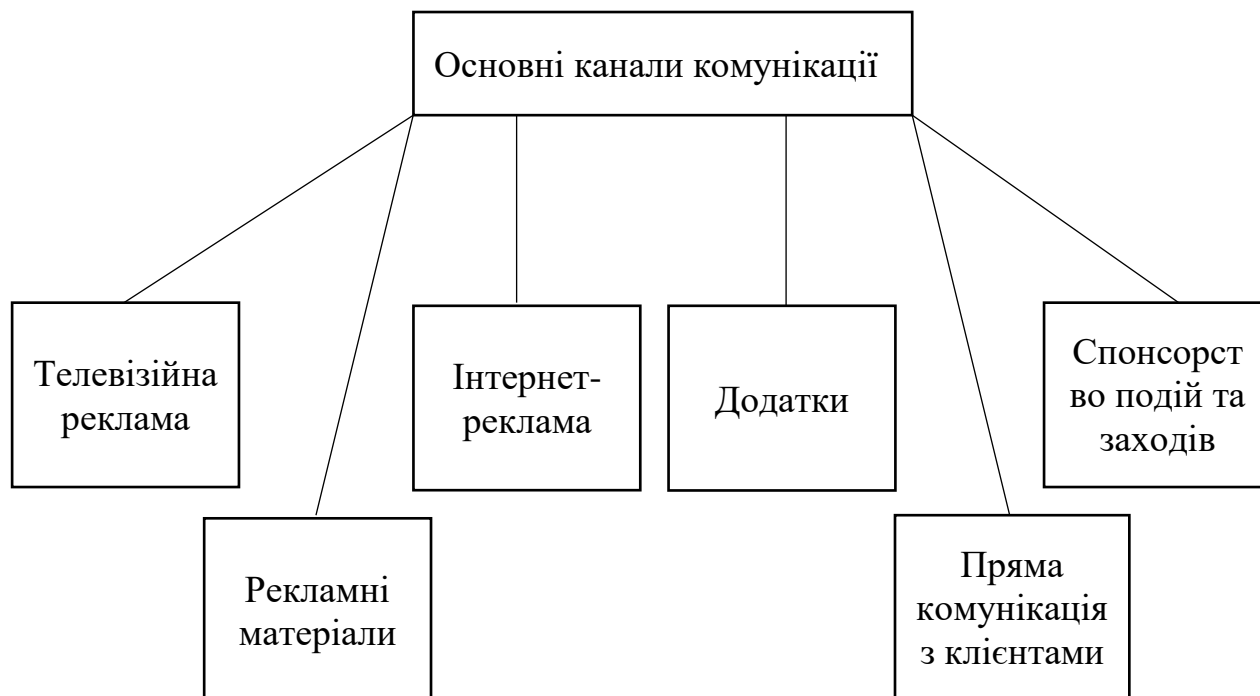 Основні канали комунікації
Телевізійна
реклама
Інтернет-
реклама
Додатки
Спонсорст
во подій та
заходів
Рекламні
матеріали
Пряма
комунікація
з клієнтами